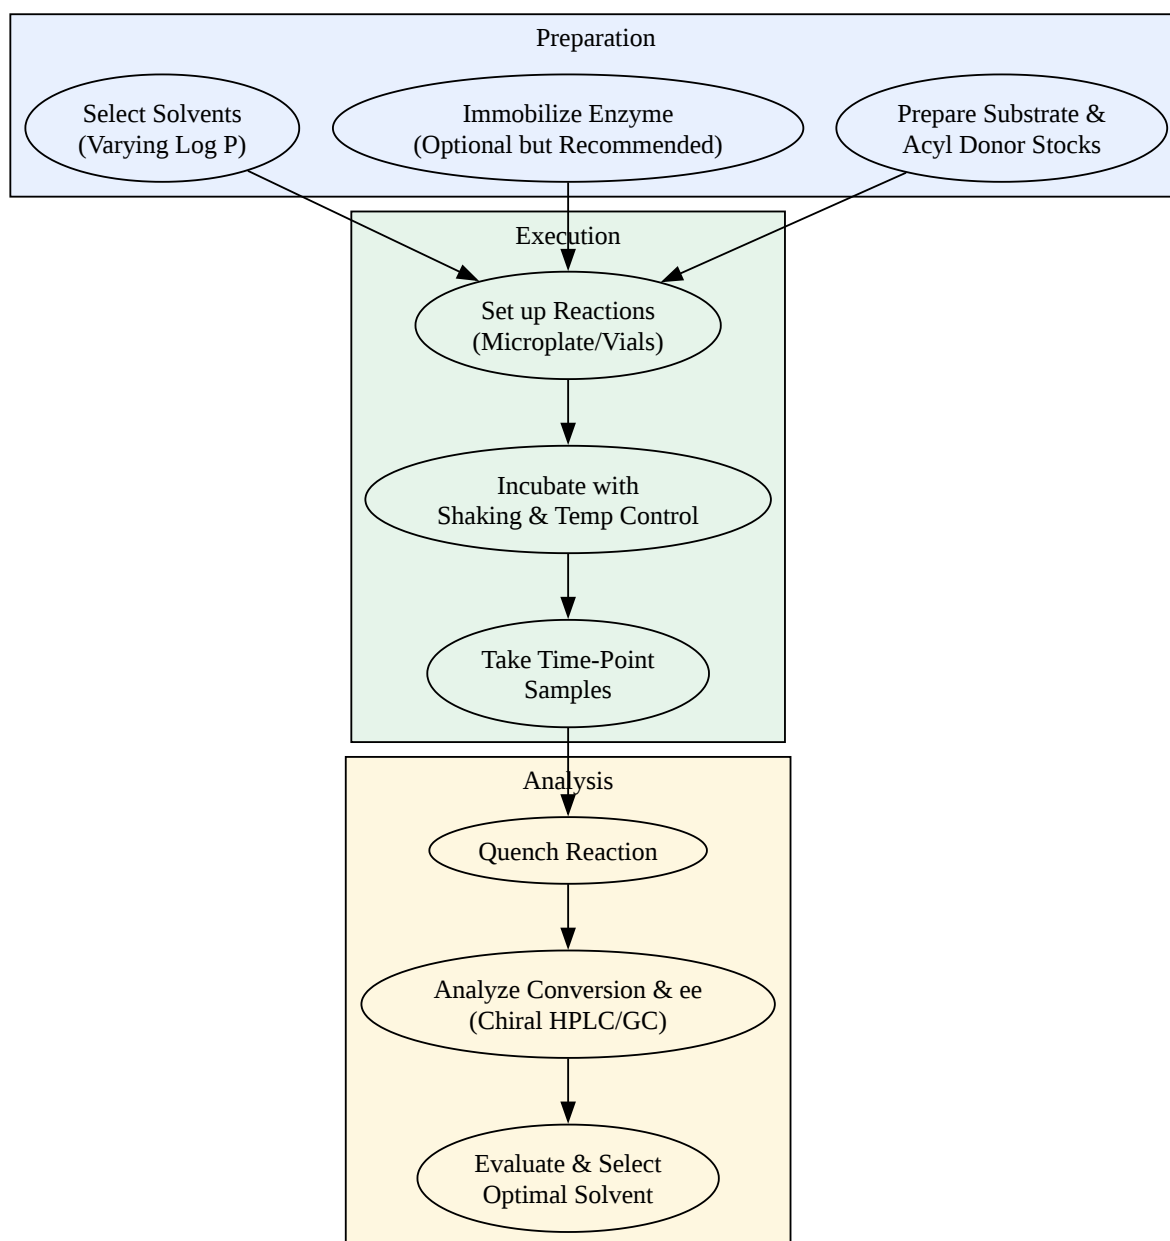 Preparation
Select Solvents
(Varying Log P)
Immobilize Enzyme
(Optional but Recommended)
Prepare Substrate &
Acyl Donor Stocks
Execution
Set up Reactions
(Microplate/Vials)
Incubate with
Shaking & Temp Control
Take Time-Point
Samples
Analysis
Quench Reaction
Analyze Conversion & ee
(Chiral HPLC/GC)
Evaluate & Select
Optimal Solvent